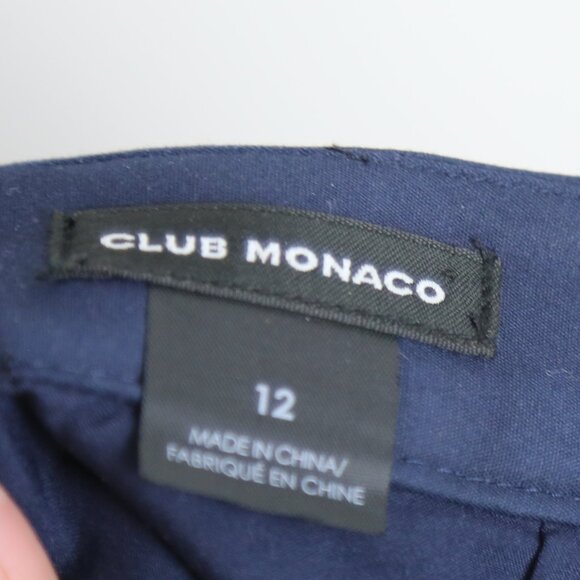 CLUB MONACO
12
MADE IN CHINA/
FABRIQUÉ EN CHINE